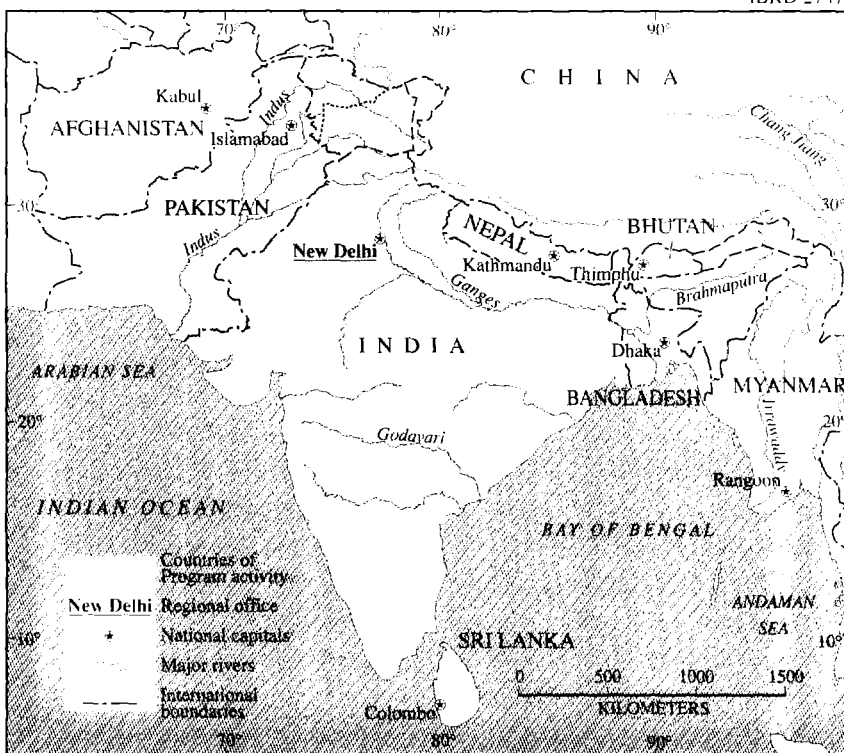 70°
80°
90°
CHINA
Kabul
Indus
AFGHANISTAN
Islamabad
Chang Jiang
30°
30°
PAKISTAN
BHUTAN
NEPAL
Indus
New Delhi
Kathmandu
Thimphu
Ganges
Brahmaputra
INDIA
Dhaka
ARABIAN SEA
BANGLADESH
MYANMAR
20°
20°
Godavari
Irrawaddy
Rangoon
INDIAN OCEAN
BAY OF BENGAL
Countries of
Program activity
New Delhi Regional office
ANDAMAN
SEA
National capitals
10°
10°
SRI LANKA
Major rivers
0 500 1000 1500
International
boundaries
KILOMETERS
Colombo
70°
80°
90°